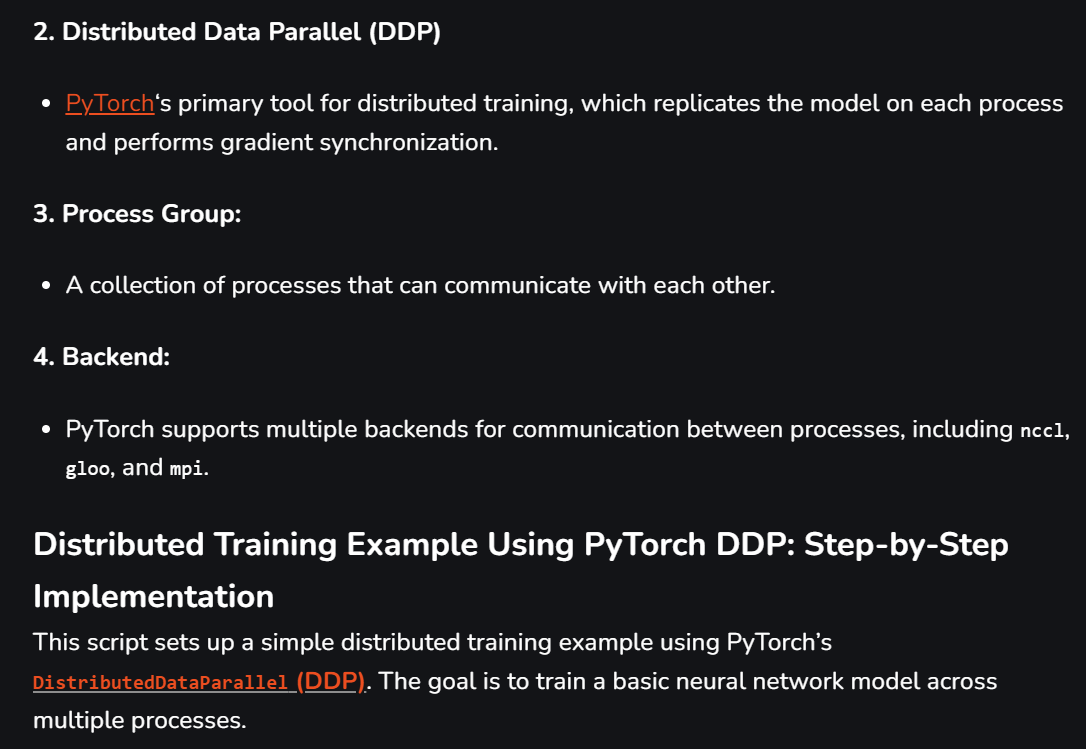 2. Distributed Data Parallel (DDP)
• PyTorch‘s primary tool for distributed training, which replicates the model on each process
and performs gradient synchronization.
3. Process Group:
• A collection of processes that can communicate with each other.
4. Backend:
• PyTorch supports multiple backends for communication between processes, including nccl,
gloo, and mpi.
Distributed Training Example Using PyTorch DDP: Step-by-Step
Implementation
This script sets up a simple distributed training example using PyTorch’s
DistributedDataParallel (DDP). The goal is to train a basic neural network model across
multiple processes.